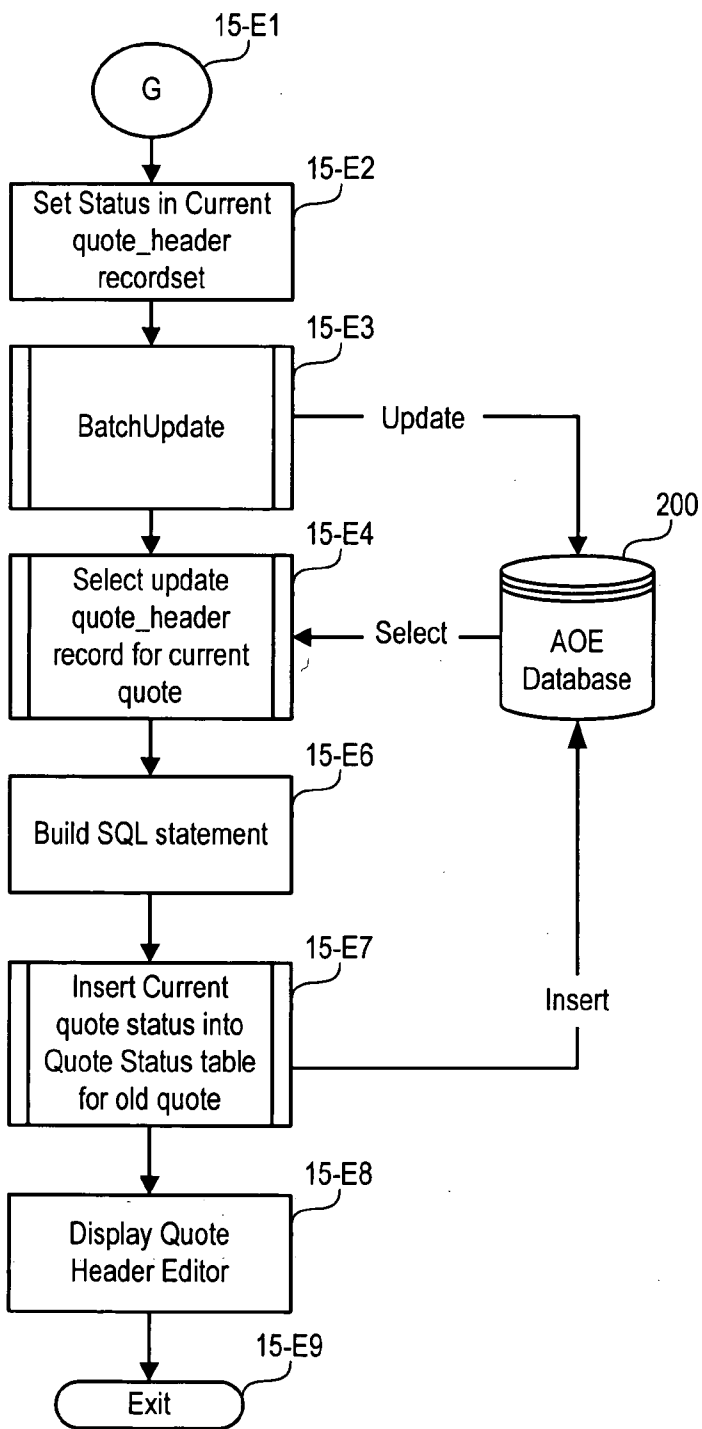 15-E1
G
15-E2
Set Status in Current
quote_header
recordset
15-E3
BatchUpdate
Update
200
15-E4
Select update
quote_header
record for current
quote
Select
AOE
Database
15-E6
Build SQL statement
15-E7
Insert Current
quote status into
Quote Status table
for old quote
Insert
15-E8
Display Quote
Header Editor
15-E9
Exit